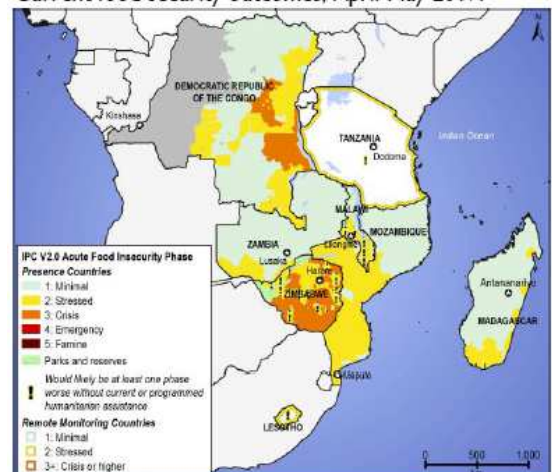 Current food security outcomes, April-May 2017.
N
DEMOCRATIC REPUBLIC
OF THE CONGO
Kinshasa
TANZANIA
Dodoma
Indian Ocean
!
MALAWI
Lilongwe
MOZAMBIQUE
ZAMBIA
Lusaka
Harare
ZIMBABWE
Antananarivo
MADAGASCAR
Maputo
LESOTHO
IPC V2.0 Acute Food Insecurity Phase
Presence Countries
1: Minimal
2: Stressed
3: Crisis
4: Emergency
5: Famine
Parks and reserves
! Would likely be at least one phase
worse without current or programmed
humanitarian assistance
Remote Monitoring Countries
1: Minimal
2: Stressed
3+: Crisis or higher
0 500 1,000